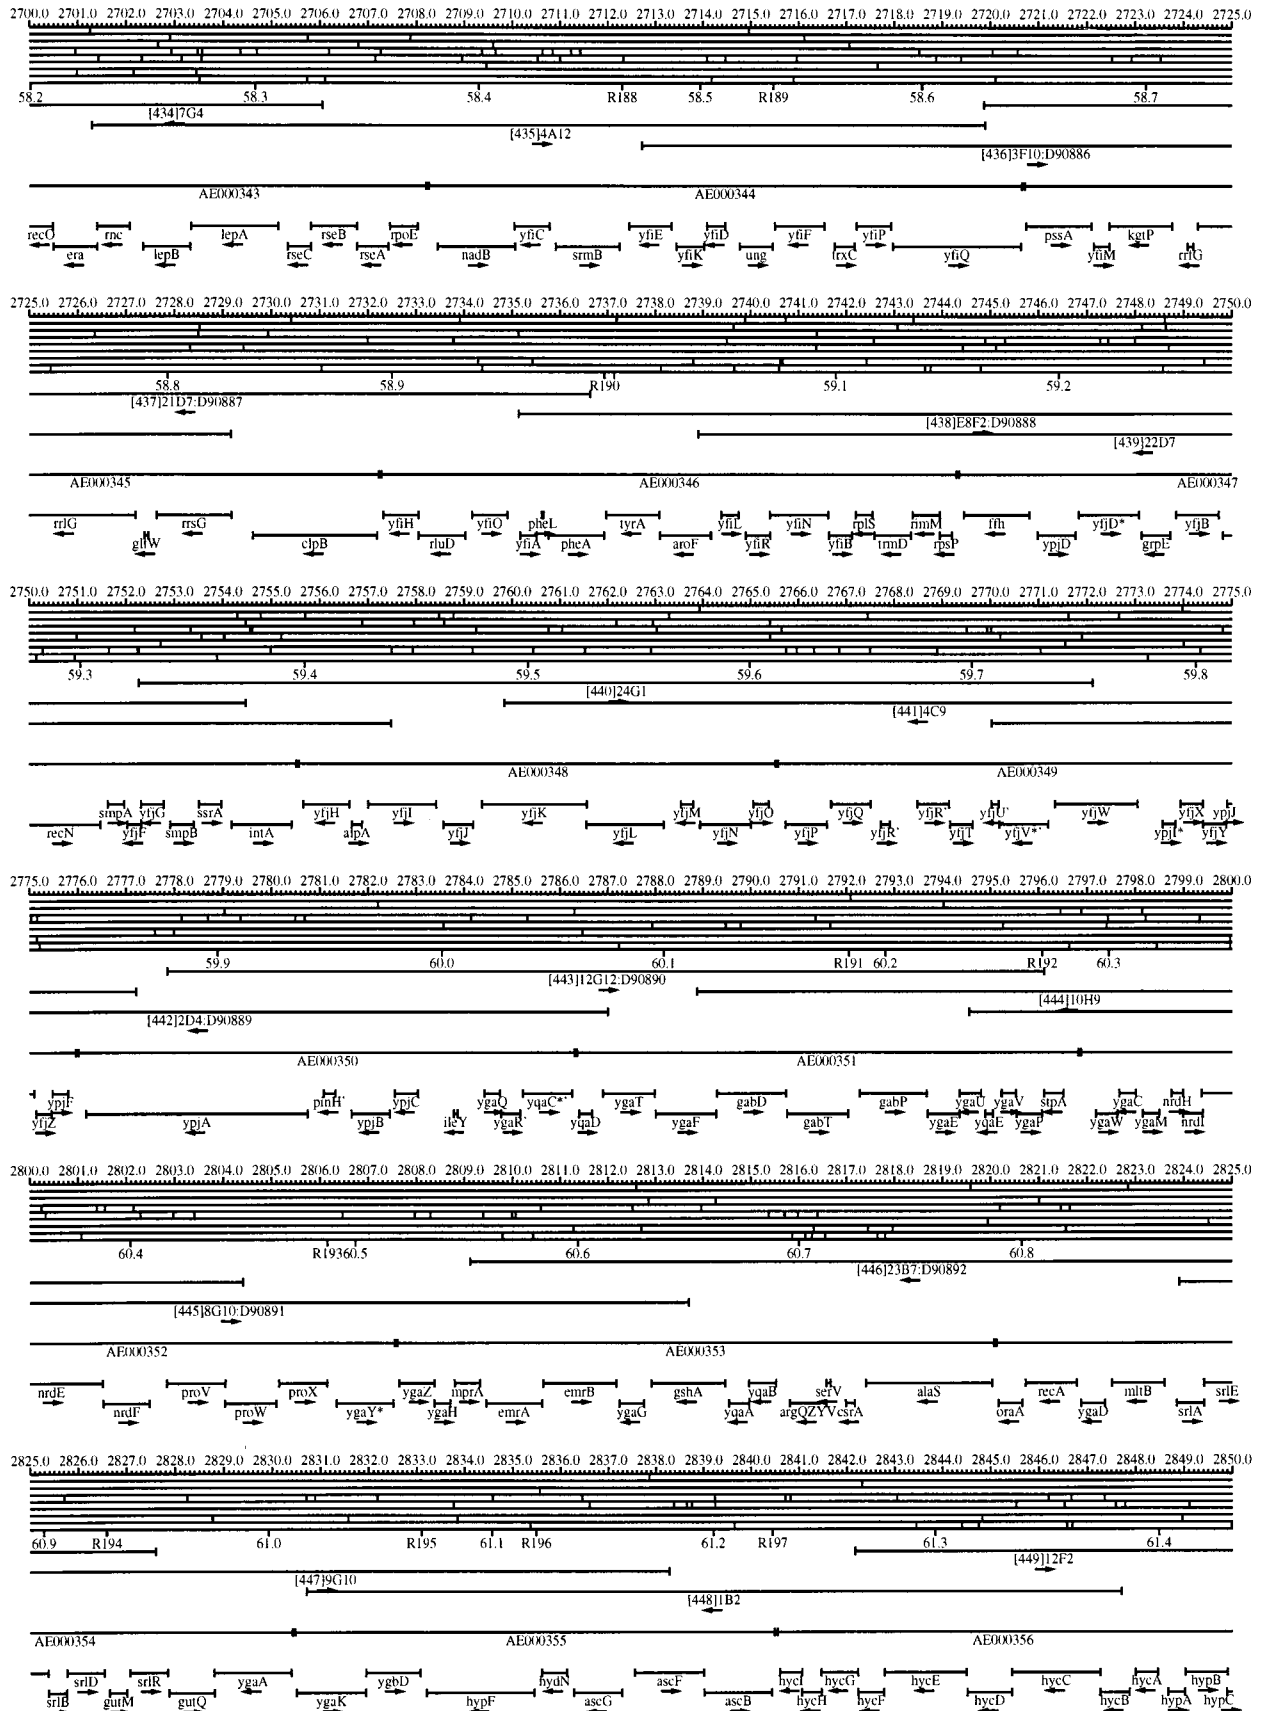 2700.0 2701.0 2702.0 2703.0 2704.0 2705.0 2706.0 2707.0 2708.0 2709.0 2710.0 2711.0 2712.0 2713.0 2714.0 2715.0 2716.0 2717.0 2718.0 2719.0 2720.0 2721.0 2722.0 2723.0 2724.0 2725.0
58.2 58.3 58.4 R188 58.5 R189 58.6 58.7
[434]7G4
[435]4A12
[436]3F10:D90886
AE000343 AE000344
recO rnc lepA rseB rpoE yfiC yfiE yfiD yfiF yfiP pssA kgtP
era lepB rseC rseA nadB srmB yfiK ung trxC yfiQ yfiM rrfG
2725.0 2726.0 2727.0 2728.0 2729.0 2730.0 2731.0 2732.0 2733.0 2734.0 2735.0 2736.0 2737.0 2738.0 2739.0 2740.0 2741.0 2742.0 2743.0 2744.0 2745.0 2746.0 2747.0 2748.0 2749.0 2750.0
58.8 58.9 R190 59.1 59.2
[437]21D7:D90887
[438]E8F2:D90888
[439]22D7
AE000345 AE000346 AE000347
rrlG rrsG yfiH yfiO pheL tyrA yfiL yfiN rplS rimM ffh yfjD* yfjB
gltW clpB rluD yfiA pheA aroF yfiR yfiB trmD rpsP ypjD grpE
2750.0 2751.0 2752.0 2753.0 2754.0 2755.0 2756.0 2757.0 2758.0 2759.0 2760.0 2761.0 2762.0 2763.0 2764.0 2765.0 2766.0 2767.0 2768.0 2769.0 2770.0 2771.0 2772.0 2773.0 2774.0 2775.0
59.3 59.4 59.5 59.6 59.7 59.8
[440]24G1
[441]4C9
AE000348 AE000349
smpA yfjG ssrA yfjH yfjI yfjK yfjM yfjO yfjQ yfjR` yfjU` yfjW yfjX ypjJ
recN yfjF smpB intA alpA yfjJ yfjL yfjN yfjP yfjR` yfjT yfjV*` ypjI* yfjY
2775.0 2776.0 2777.0 2778.0 2779.0 2780.0 2781.0 2782.0 2783.0 2784.0 2785.0 2786.0 2787.0 2788.0 2789.0 2790.0 2791.0 2792.0 2793.0 2794.0 2795.0 2796.0 2797.0 2798.0 2799.0 2800.0
59.9 60.0 60.1 R191 60.2 R192 60.3
[443]12G12:D90890
[444]10H9
[442]2D4:D90889
AE000350 AE000351
ypjF pinH` ypjC ygaQ yqaC* ygaT gabD gabP ygaU ygaV stpA ygaC nrdH
yfjZ ypjA ypjB ileY ygaR` yqaD ygaF gabT ygaE yqaE ygaP ygaW ygaM nrdI
2800.0 2801.0 2802.0 2803.0 2804.0 2805.0 2806.0 2807.0 2808.0 2809.0 2810.0 2811.0 2812.0 2813.0 2814.0 2815.0 2816.0 2817.0 2818.0 2819.0 2820.0 2821.0 2822.0 2823.0 2824.0 2825.0
60.4 R193 60.5 60.6 60.7 60.8
[446]23B7:D90892
[445]8G10:D90891
AE000352 AE000353
nrdE proV proX ygaZ mprA emrB gshA yqaB serV alaS recA mltB srlE
nrdF proW ygaY* ygaH emrA ygaG yqaA argQZYV csrA oraA ygaD srlA
2825.0 2826.0 2827.0 2828.0 2829.0 2830.0 2831.0 2832.0 2833.0 2834.0 2835.0 2836.0 2837.0 2838.0 2839.0 2840.0 2841.0 2842.0 2843.0 2844.0 2845.0 2846.0 2847.0 2848.0 2849.0 2850.0
60.9 R194 61.0 R195 61.1 R196 61.2 R197 61.3 61.4
[449]12F2
[447]9G10
[448]1B2
AE000354 AE000355 AE000356
srlD srlR ygaA ygbD hydN ascF hycI hycG hycE hycC hycA hypB
srlB gutM gutQ ygaK hypF ascG ascB hycH hycF hycD hycB hypA hypC